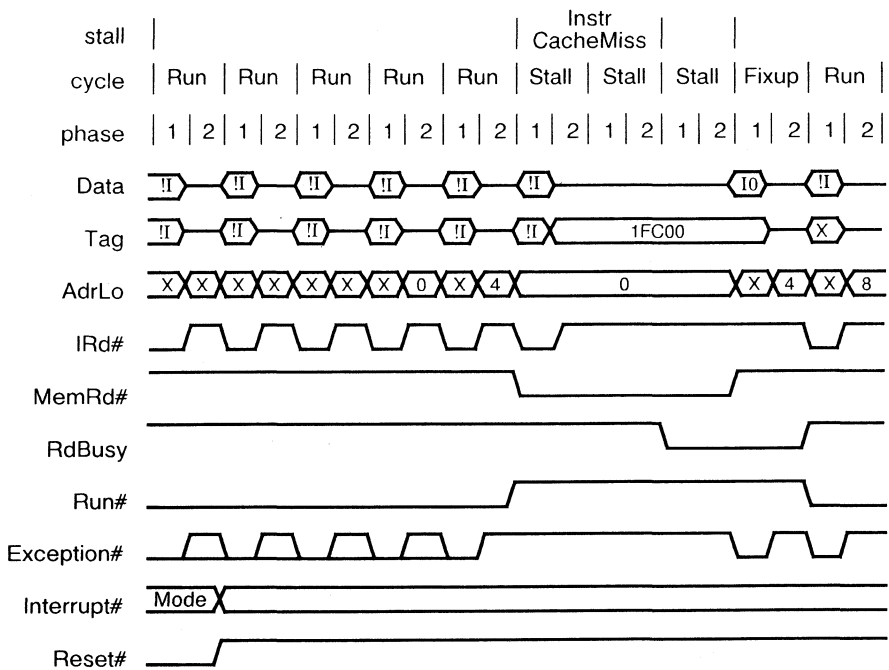 Instr
stall CacheMiss
cycle Run Run Run Run Run Stall Stall Stall Fixup Run
phase 1 2 1 2 1 2 1 2 1 2 1 2 1 2 1 2 1 2 1 2
Data !I !I !I !I !I !I I0 !I
Tag !I !I !I !I !I !I 1FC00 X
AdrLo X X X X X X X 0 X 4 0 X 4 X 8
IRd#
MemRd#
RdBusy
Run#
Exception#
Interrupt# Mode
Reset#